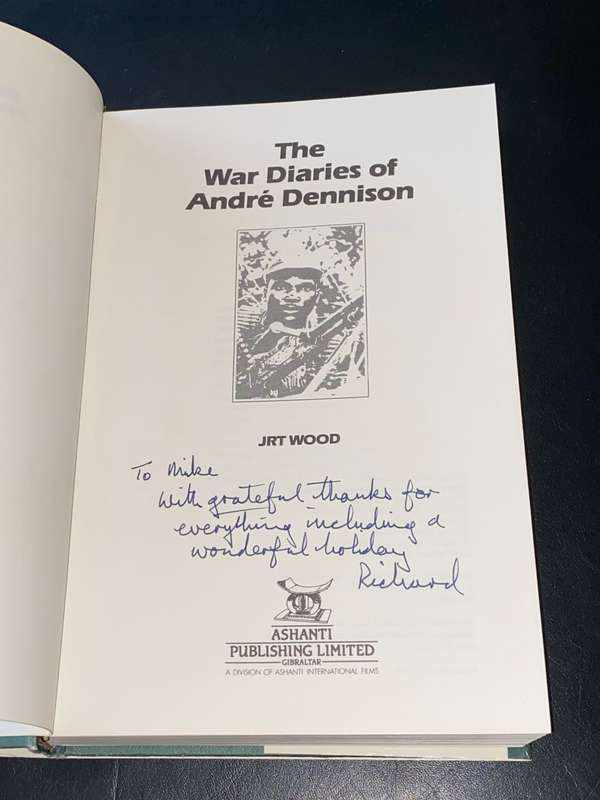 The
War Diaries of
André Dennison
JRT WOOD
To Mike
With grateful thanks for
everything including a
wonderful holiday
Richard
ASHANTI
PUBLISHING LIMITED
GIBRALTAR
A DIVISION OF ASHANTI INTERNATIONAL FILMS